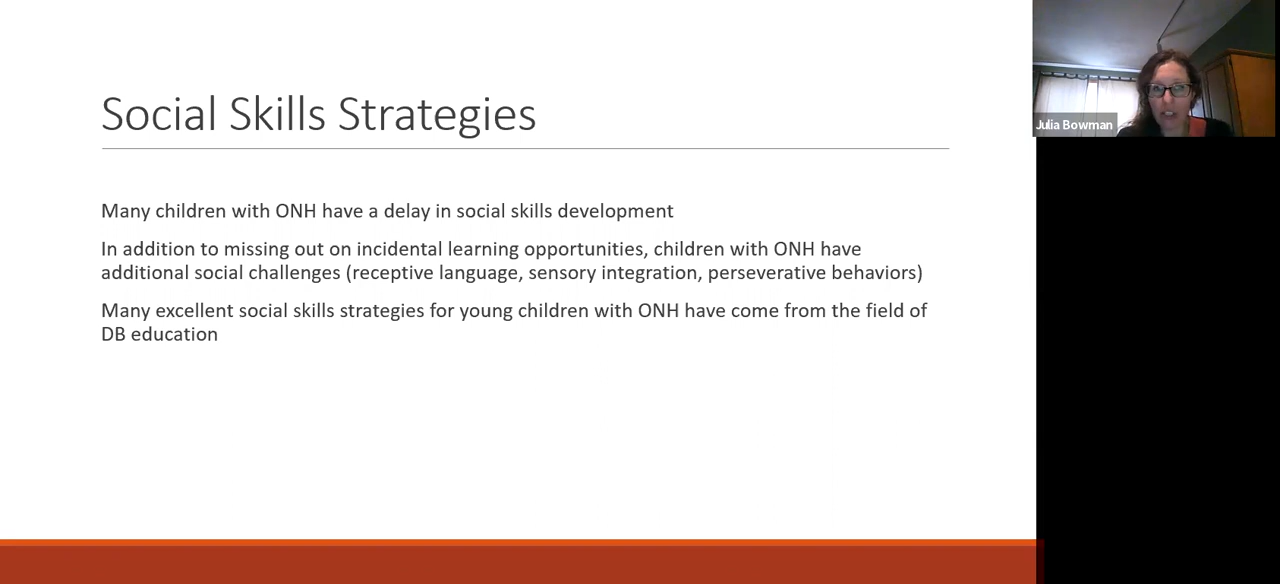 Social Skills Strategies
Many children with ONH have a delay in social skills development
In addition to missing out on incidental learning opportunities, children with ONH have
additional social challenges (receptive language, sensory integration, perseverative behaviors)
Many excellent social skills strategies for young children with ONH have come from the field of
DB education
Julia Bowman